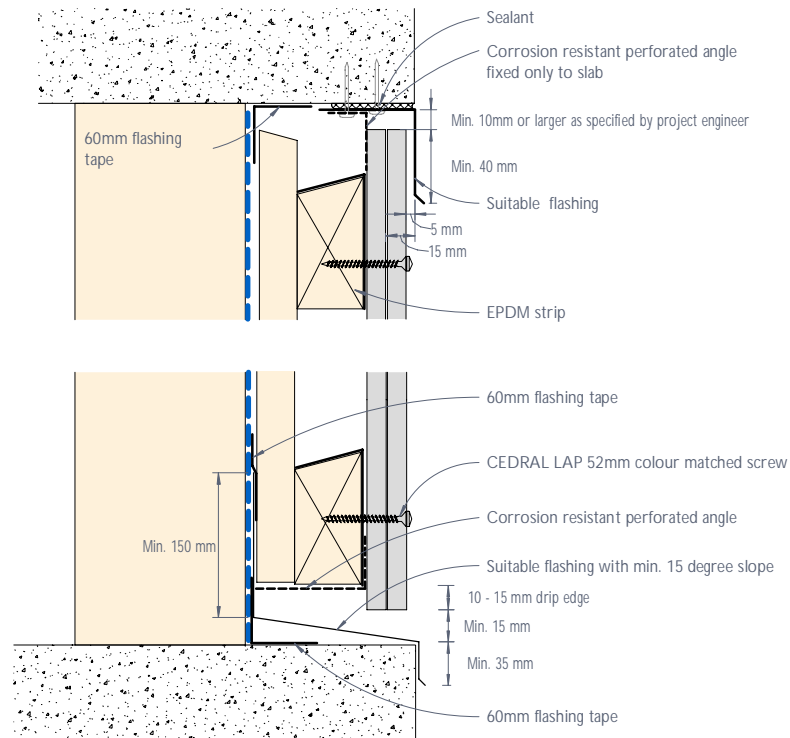 Sealant
Corrosion resistant perforated angle
fixed only to slab
60mm flashing
tape
Min. 10mm or larger as specified by project engineer
Min. 40 mm
Suitable flashing
5 mm
15 mm
EPDM strip
60mm flashing tape
CEDRAL LAP 52mm colour matched screw
Corrosion resistant perforated angle
Min. 150 mm
Suitable flashing with min. 15 degree slope
10 - 15 mm drip edge
Min. 15 mm
Min. 35 mm
60mm flashing tape